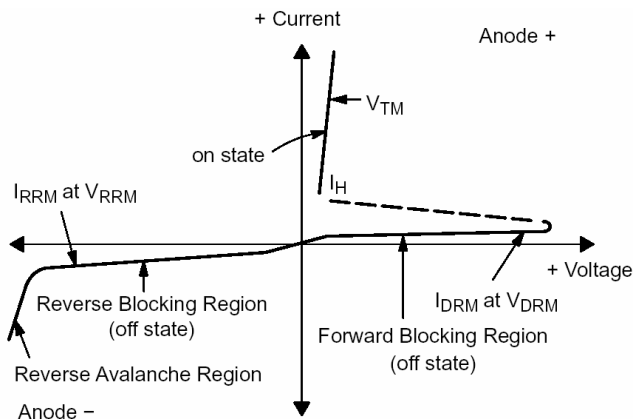 + Current
Anode +
V_TM
on state
I_H
I_RRM at V_RRM
+ Voltage
Reverse Blocking Region
(off state)
I_DRM at V_DRM
Forward Blocking Region
(off state)
Reverse Avalanche Region
Anode −